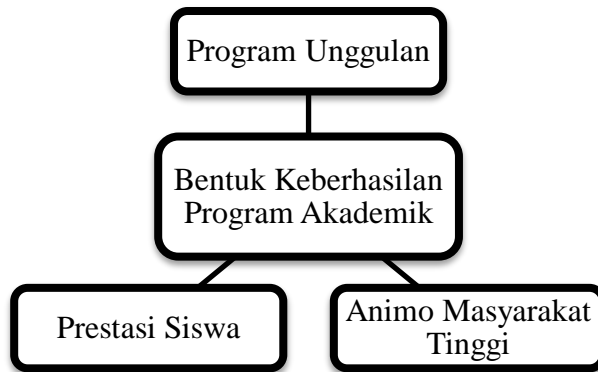 Program Unggulan
Bentuk Keberhasilan
Program Akademik
Prestasi Siswa
Animo Masyarakat
Tinggi